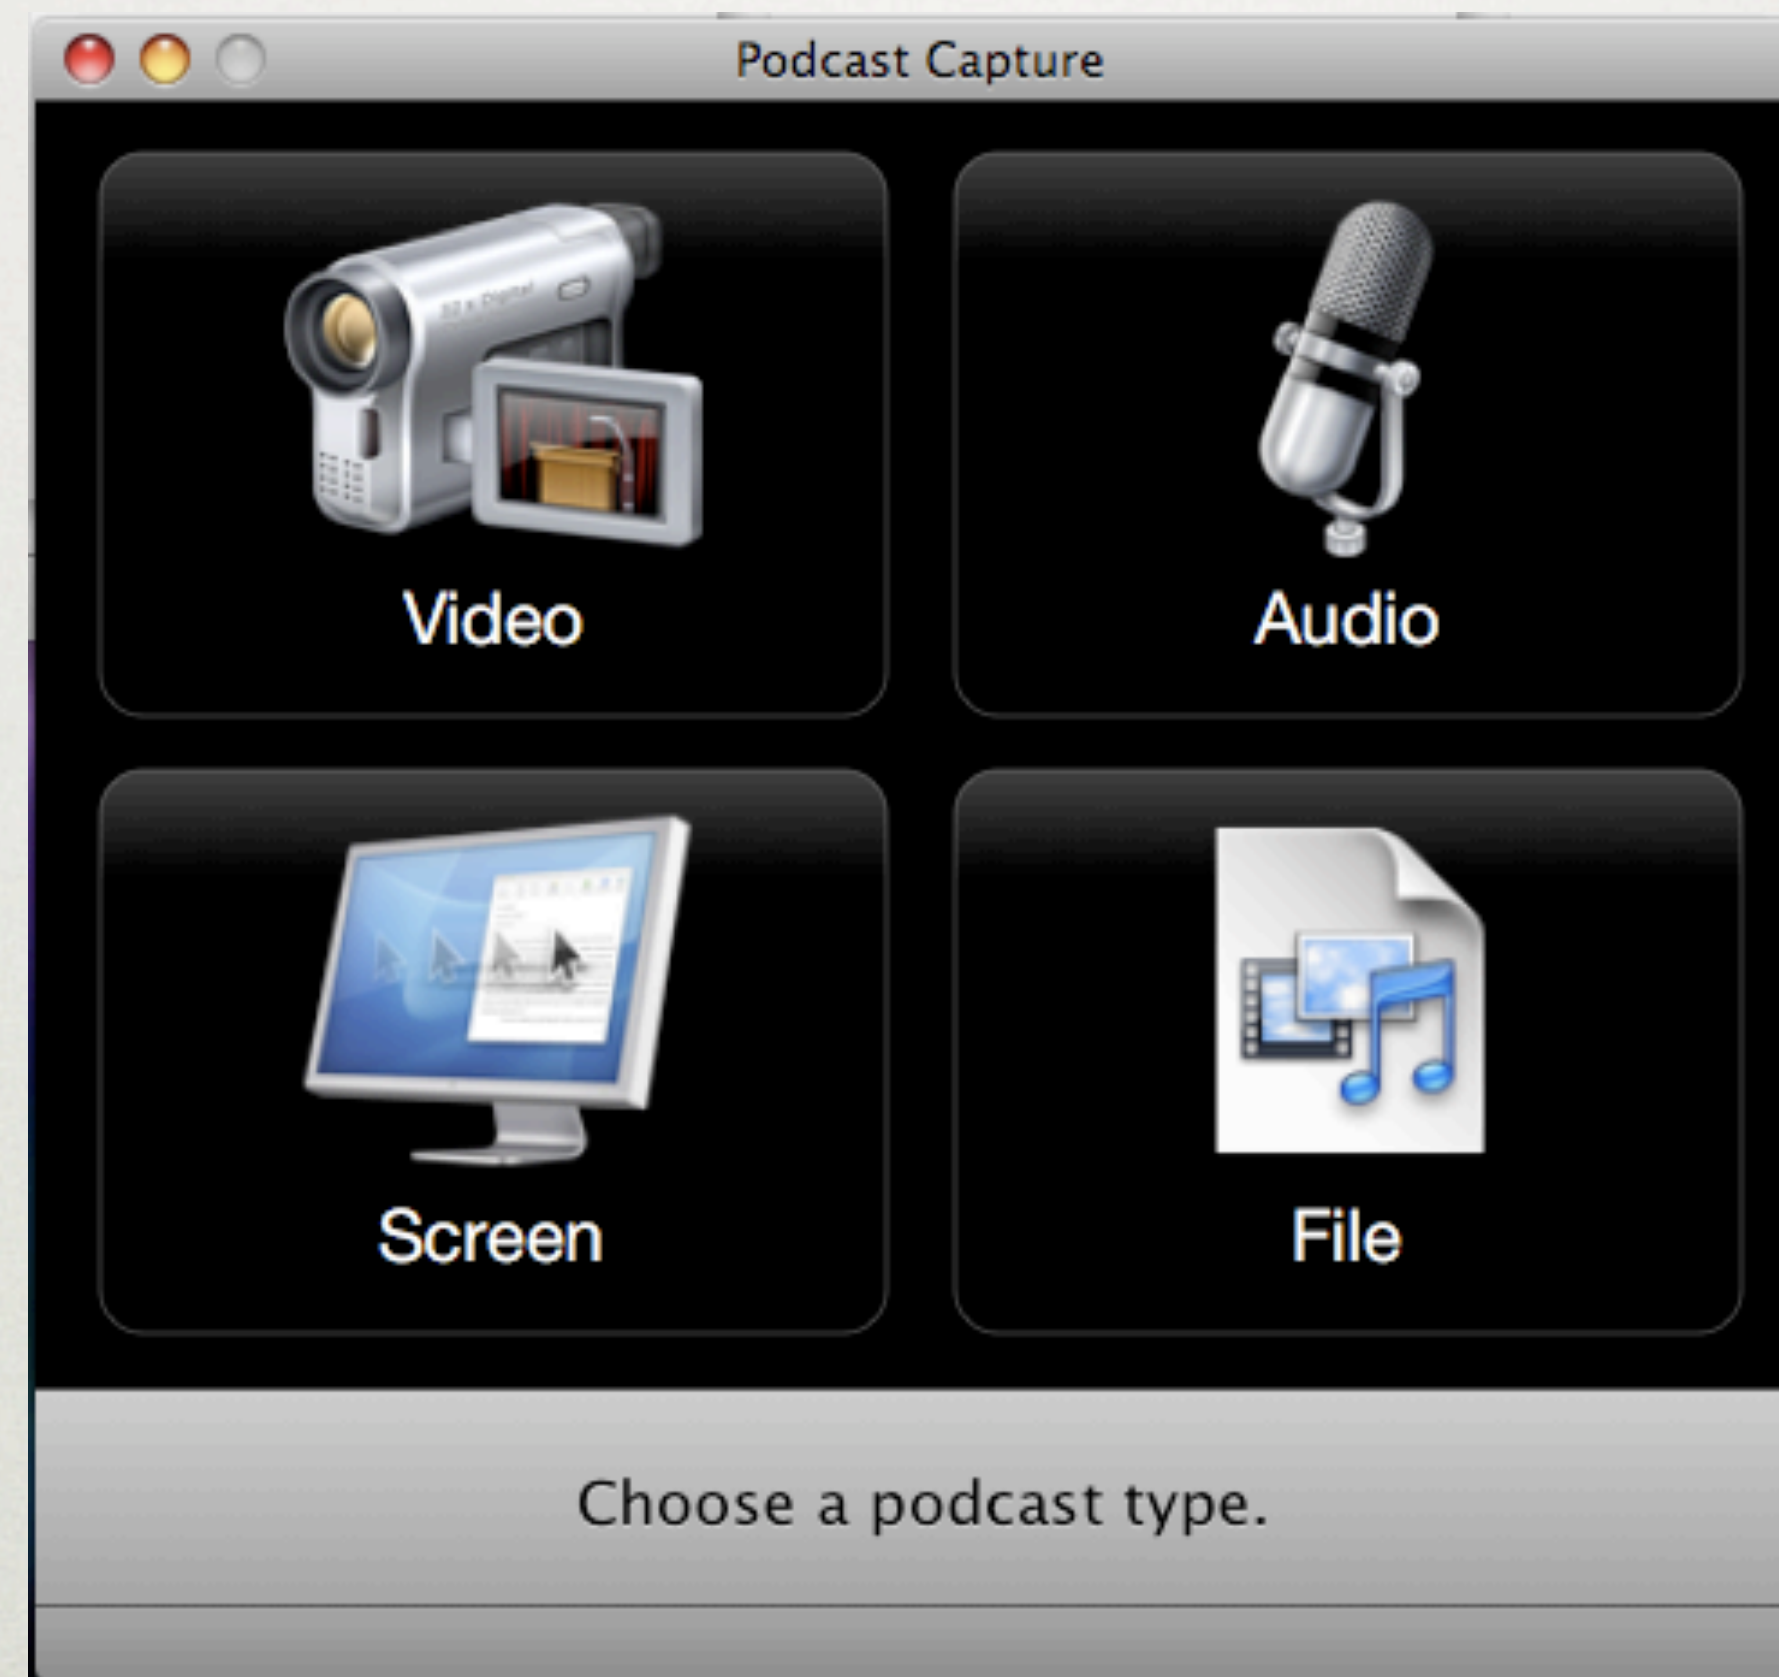 Podcast Capture
Video
Audio
Screen
File
Choose a podcast type.